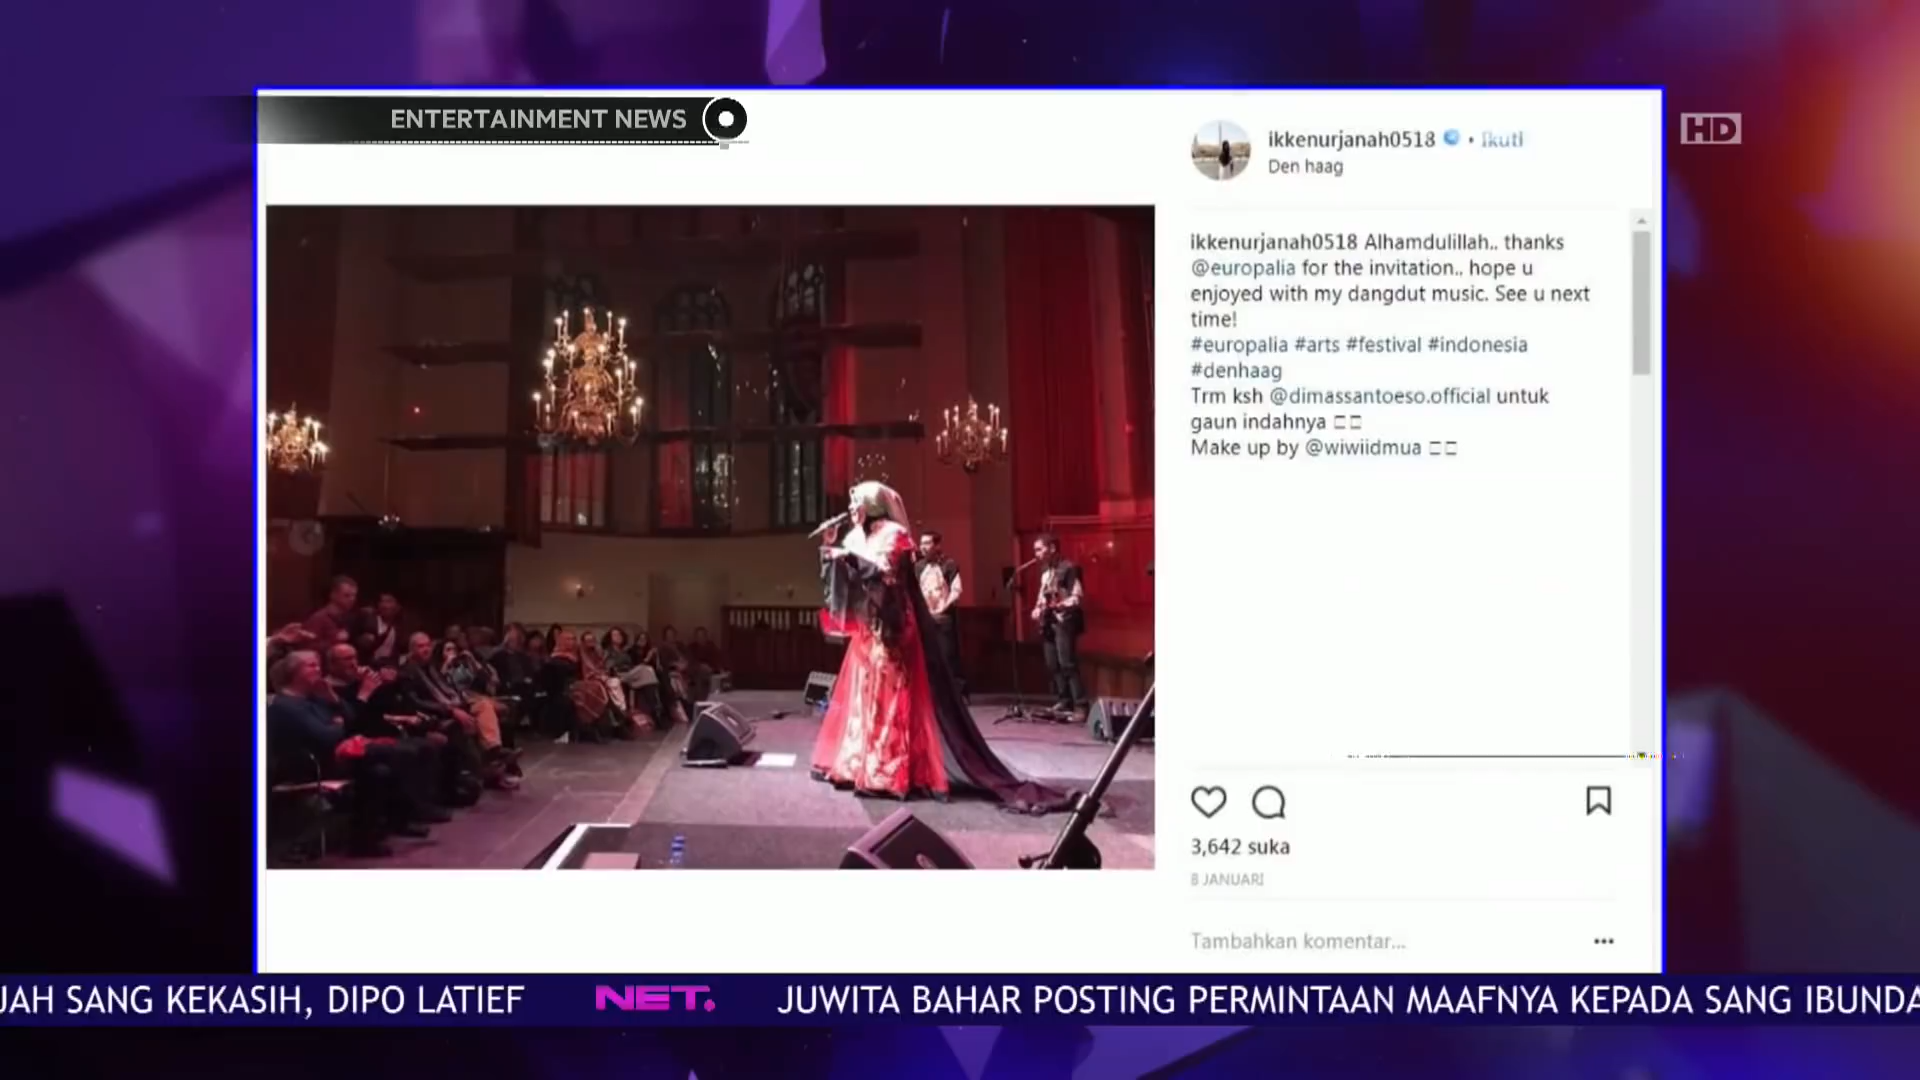 ENTERTAINMENT NEWS
HD
ikkenurjanah0518 • Ikuti
Den haag
ikkenurjanah0518 Alhamdulillah.. thanks
@europalia for the invitation.. hope u
enjoyed with my dangdut music. See u next
time!
#europalia #arts #festival #indonesia
#denhaag
Trm ksh @dimassantoeso.official untuk
gaun indahnya
Make up by @wiwiidmua
3,642 suka
8 JANUARI
Tambahkan komentar...
JAH SANG KEKASIH, DIPO LATIEF NET. JUWITA BAHAR POSTING PERMINTAAN MAAFNYA KEPADA SANG IBUNDA